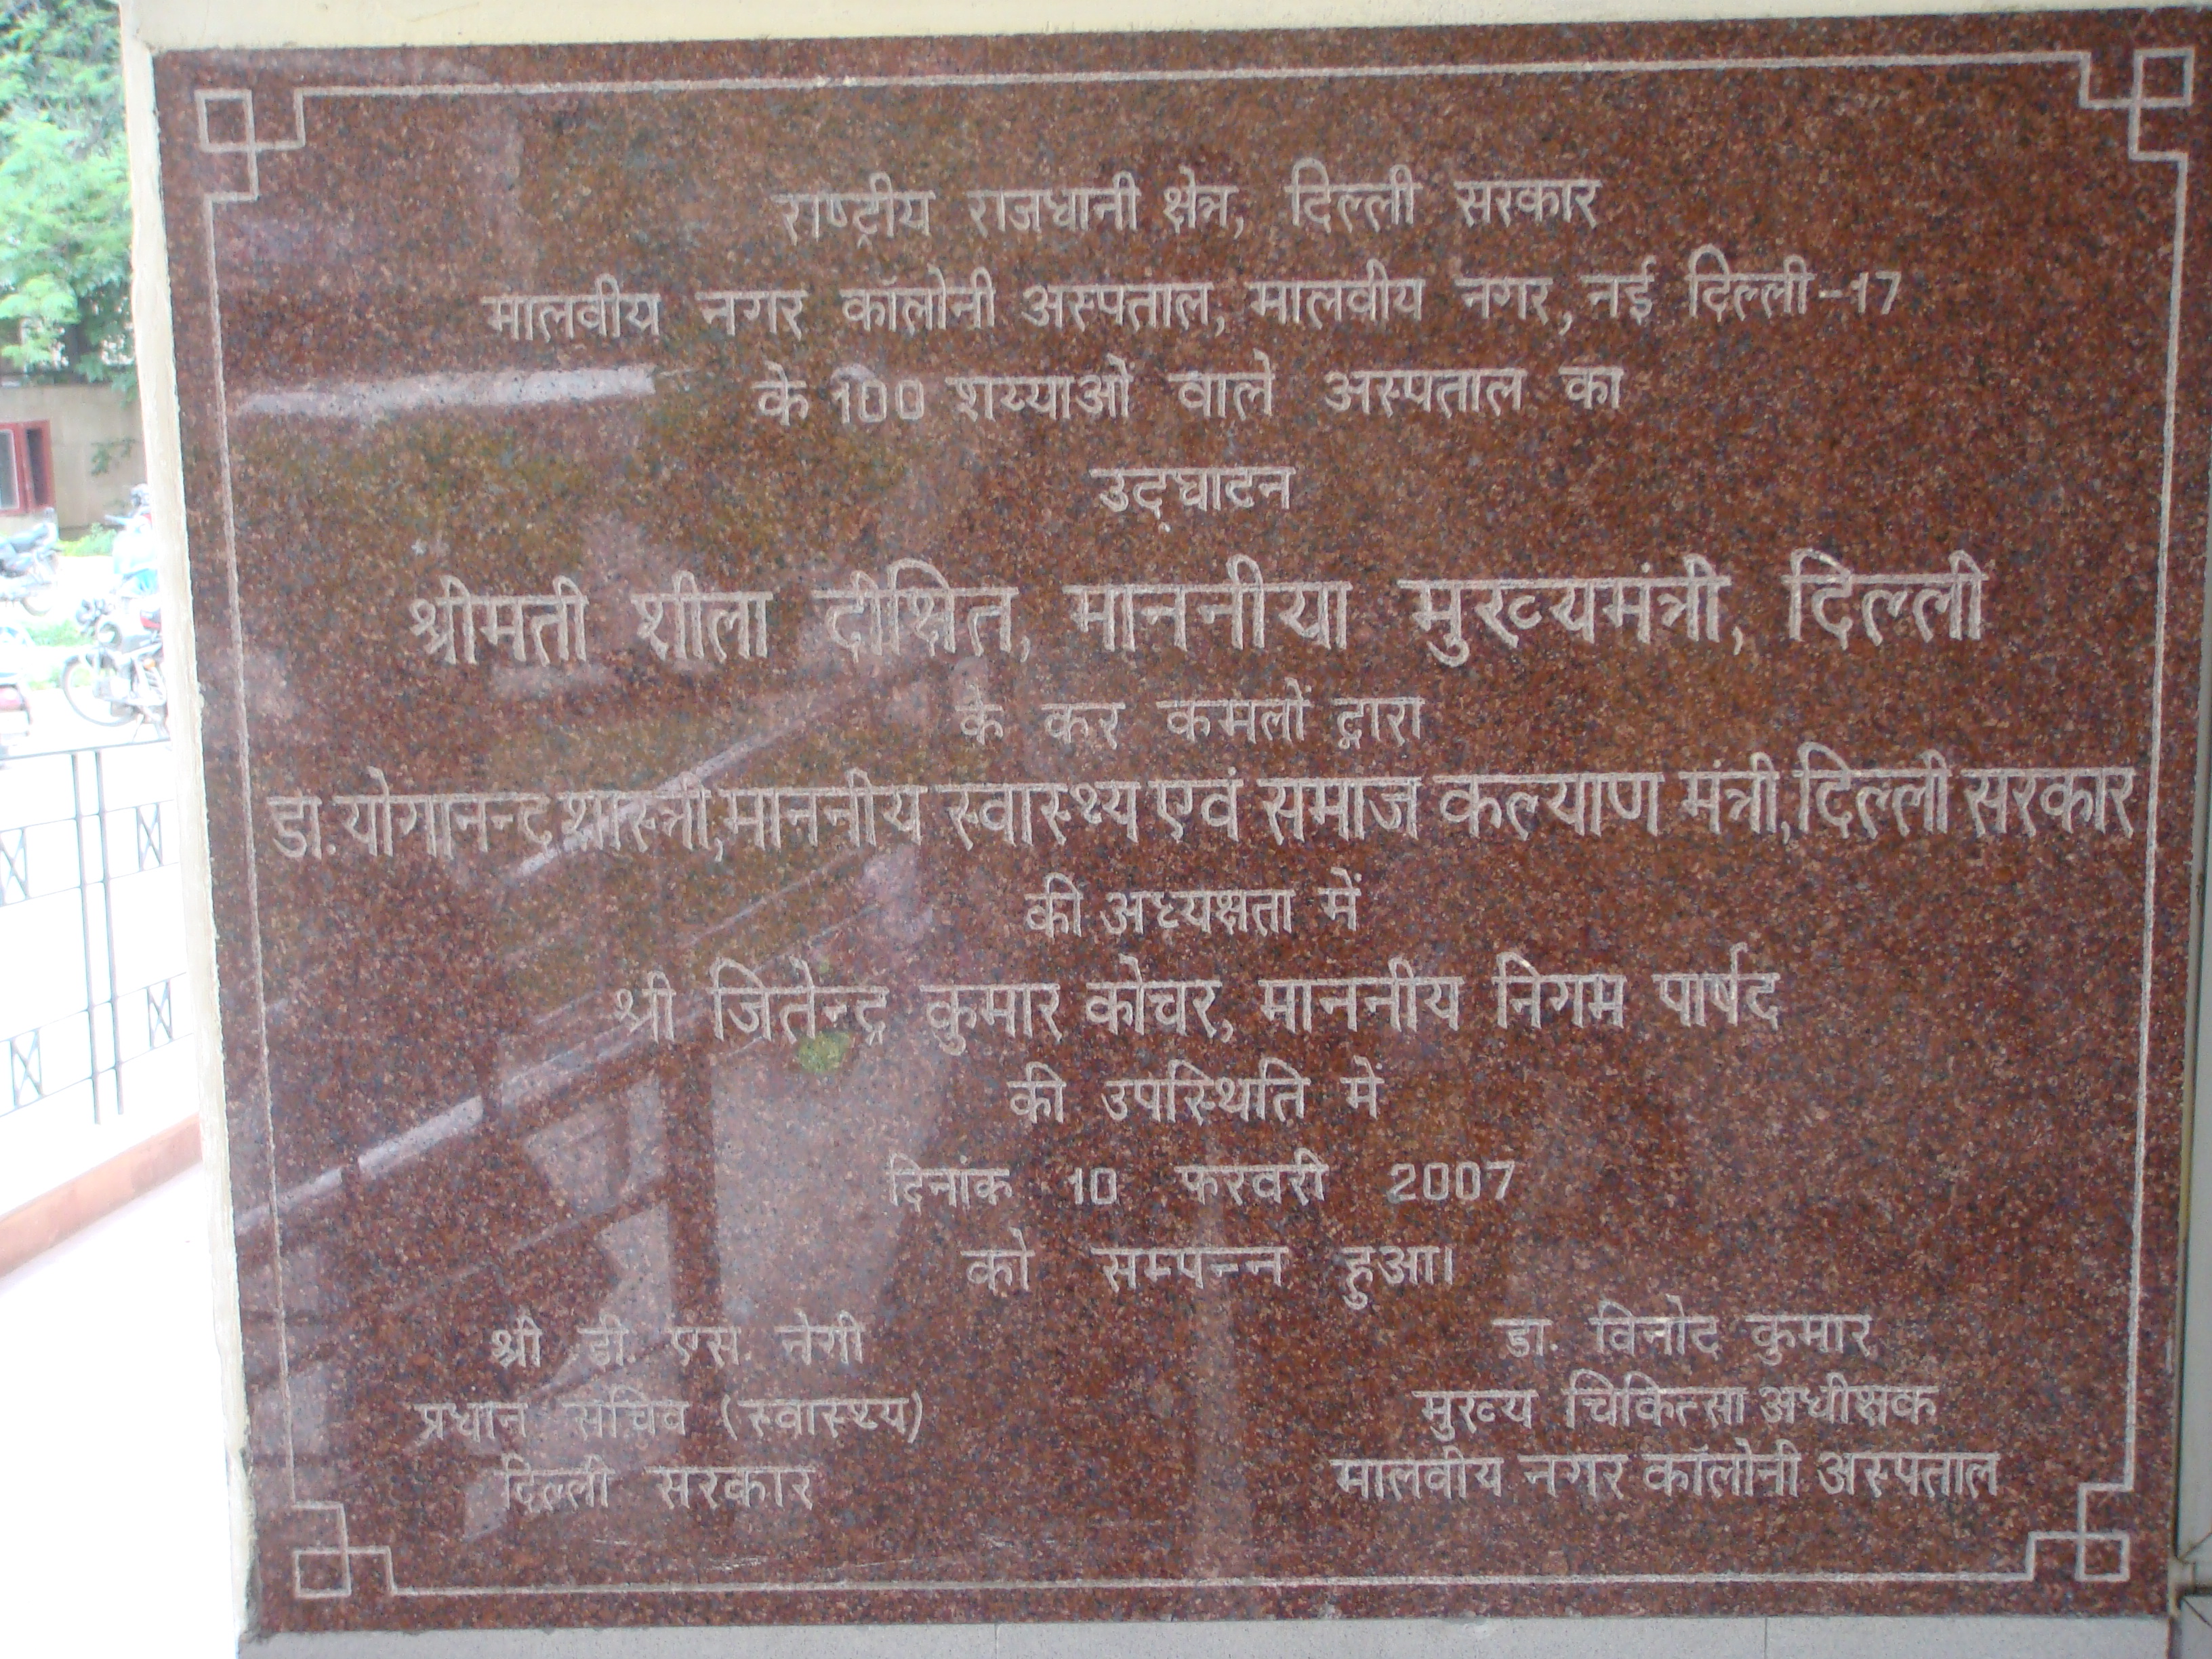 राष्ट्रीय राजधानी क्षेत्र, दिल्ली सरकार
मालवीय नगर कॉलोनी अस्पताल, मालवीय नगर, नई दिल्ली-17
के 100 शय्याओं वाले अस्पताल का
उद्घाटन
श्रीमती शीला दीक्षित, माननीया मुख्यमंत्री, दिल्ली
के कर कमलों द्वारा
डा. योगानन्द शास्त्री, माननीय स्वास्थ्य एवं समाज कल्याण मंत्री, दिल्ली सरकार
की अध्यक्षता में
श्री जितेन्द्र कुमार कोचर, माननीय निगम पार्षद
की उपस्थिति में
दिनांक 10 फरवरी 2007
को सम्पन्न हुआ।
श्री डी. एस. नेगी
प्रधान सचिव (स्वास्थ्य)
दिल्ली सरकार
डा. विनोद कुमार
मुख्य चिकित्सा अधीक्षक
मालवीय नगर कॉलोनी अस्पताल